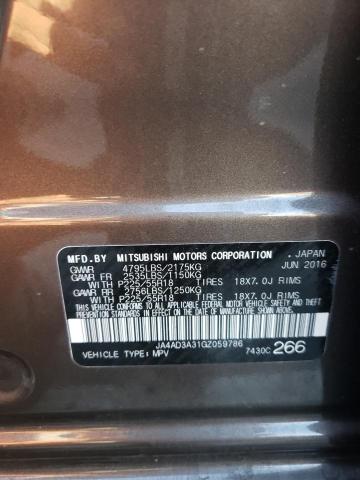 MFD.BY MITSUBISHI MOTORS CORPORATION , JAPAN
GVWR 4795LBS/2175KG JUN 2016
GAWR FR 2535LBS/1150KG
WITH P225/55R18 TIRES 18X7.0J RIMS
GAWR RR 2756LBS/1250KG
WITH P225/55R18 TIRES 18X7.0J RIMS
THIS VEHICLE CONFORMS TO ALL APPLICABLE FEDERAL MOTOR VEHICLE SAFETY AND THEFT PREVENTION STANDARDS IN EFFECT ON THE DATE OF MANUFACTURE SHOWN ABOVE.
JA4AD3A31GZ059786
VEHICLE TYPE: MPV 7430C 266